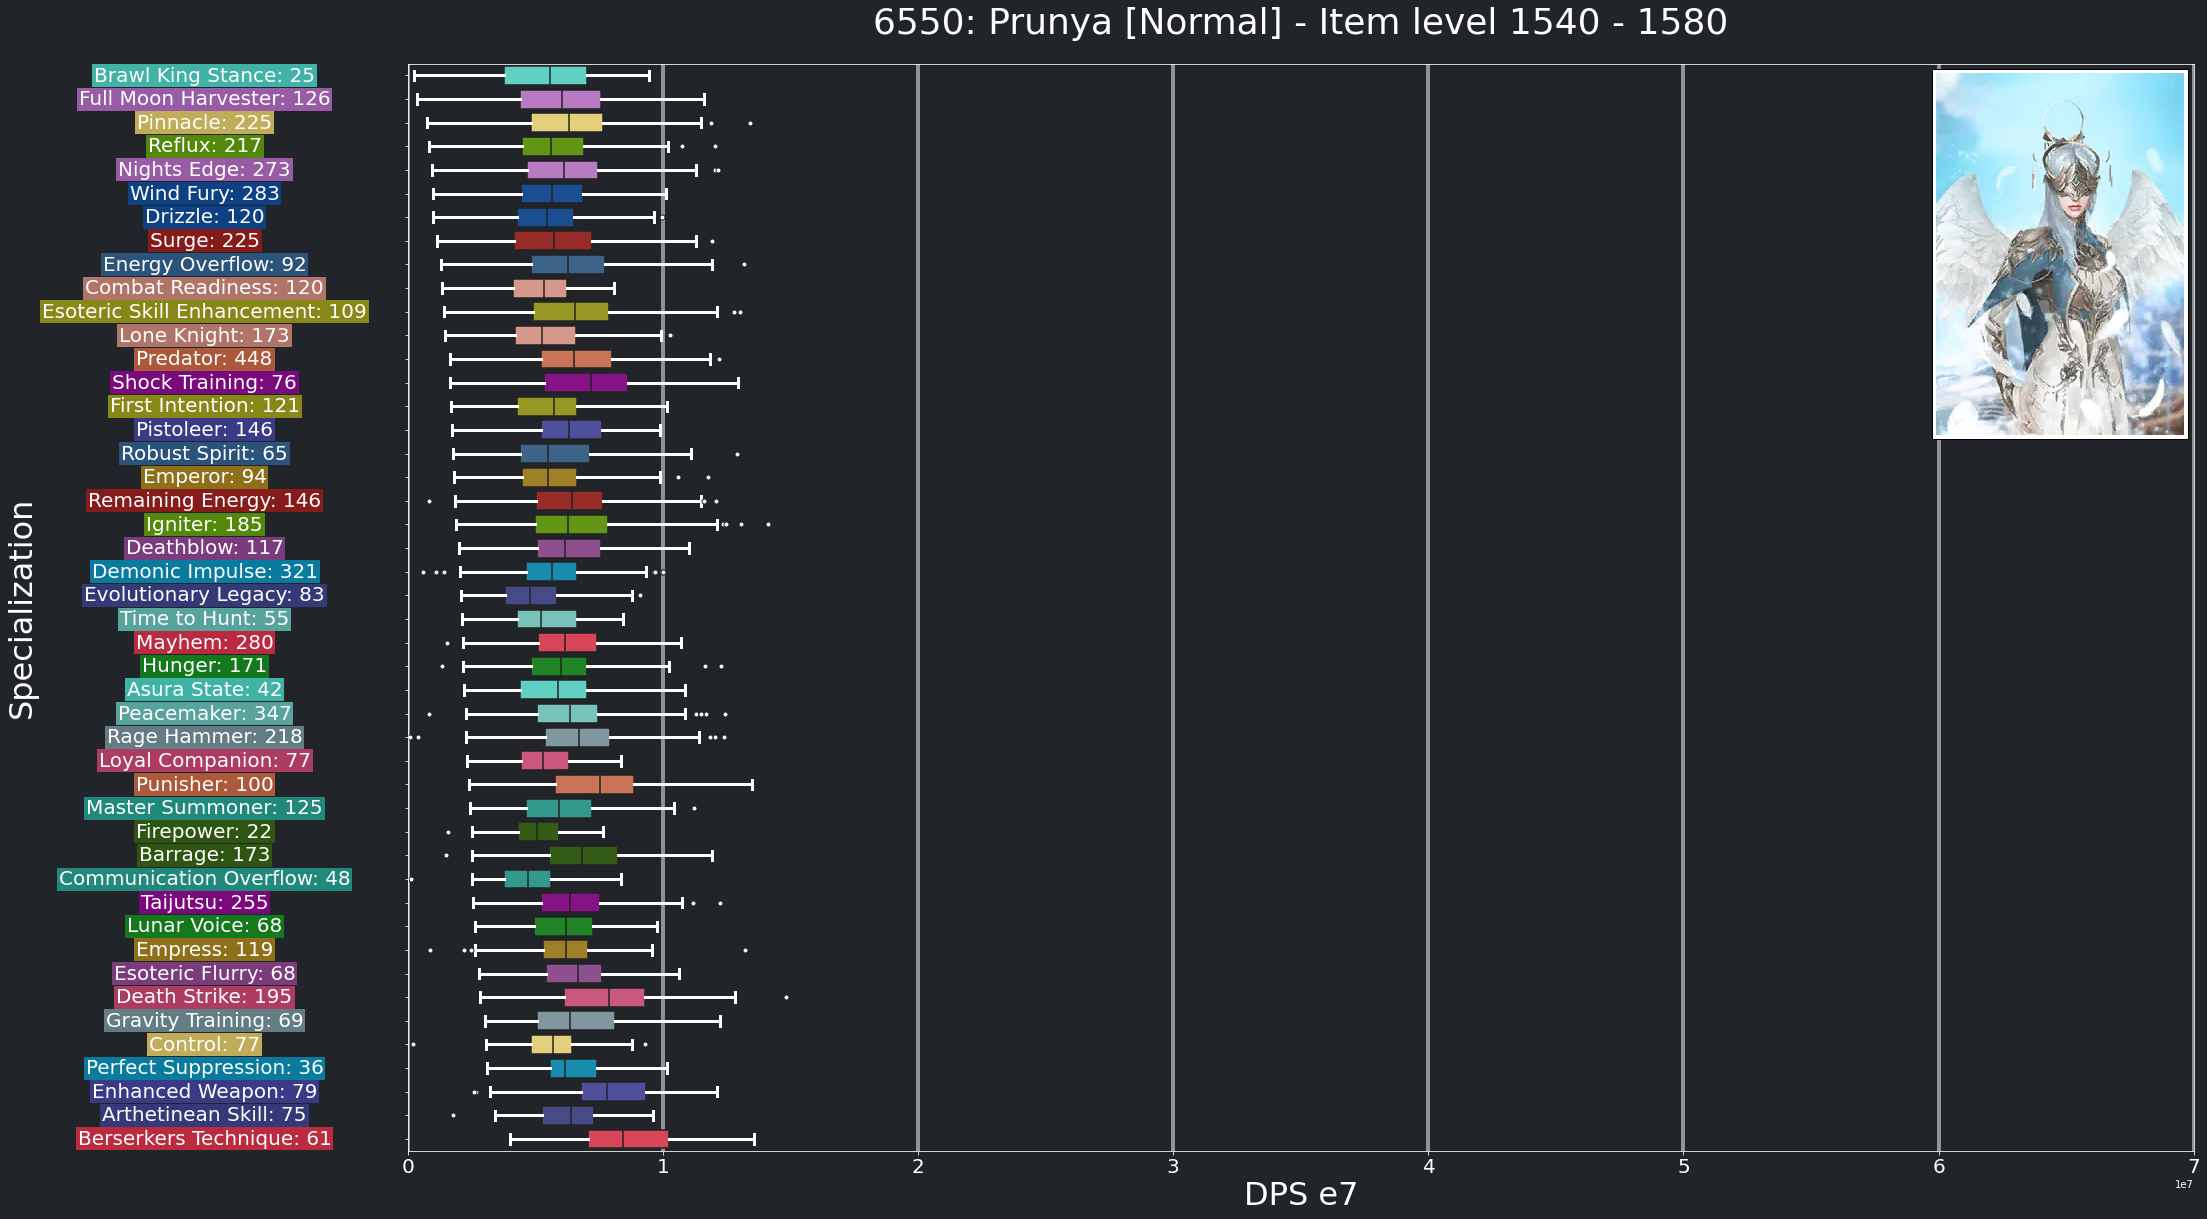 6550: Prunya [Normal] - Item level 1540 - 1580
Brawl King Stance: 25
Full Moon Harvester: 126
Pinnacle: 225
Reflux: 217
Nights Edge: 273
Wind Fury: 283
Drizzle: 120
Surge: 225
Energy Overflow: 92
Combat Readiness: 120
Esoteric Skill Enhancement: 109
Lone Knight: 173
Predator: 448
Shock Training: 76
First Intention: 121
Pistoleer: 146
Robust Spirit: 65
Emperor: 94
Remaining Energy: 146
Igniter: 185
Deathblow: 117
Demonic Impulse: 321
Evolutionary Legacy: 83
Time to Hunt: 55
Mayhem: 280
Hunger: 171
Asura State: 42
Peacemaker: 347
Rage Hammer: 218
Loyal Companion: 77
Punisher: 100
Master Summoner: 125
Firepower: 22
Barrage: 173
Communication Overflow: 48
Taijutsu: 255
Lunar Voice: 68
Empress: 119
Esoteric Flurry: 68
Death Strike: 195
Gravity Training: 69
Control: 77
Perfect Suppression: 36
Enhanced Weapon: 79
Arthetinean Skill: 75
Berserkers Technique: 61
Specialization
0 1 2 3 4 5 6 7
1e7
DPS e7